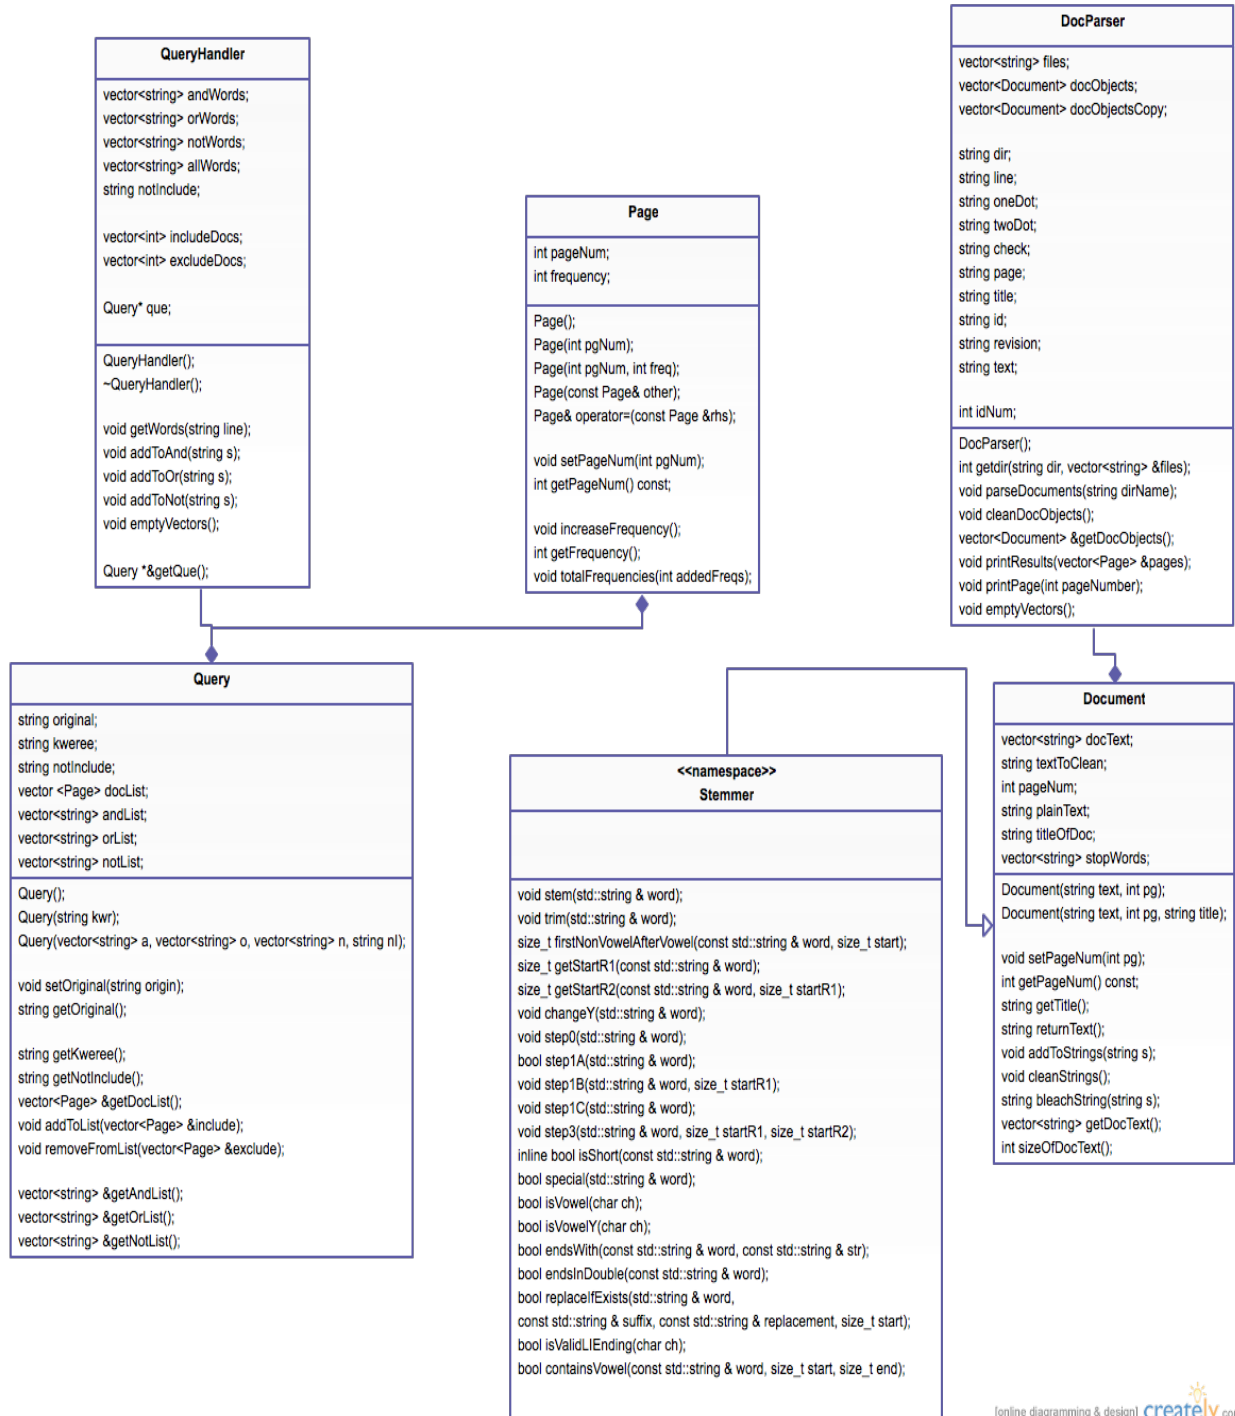 QueryHandler
vector<string> andWords;
vector<string> orWords;
vector<string> notWords;
vector<string> allWords;
string notInclude;
vector<int> includeDocs;
vector<int> excludeDocs;
Query* que;
QueryHandler();
~QueryHandler();
void getWords(string line);
void addToAnd(string s);
void addToOr(string s);
void addToNot(string s);
void emptyVectors();
Query *&getQue();
Page
int pageNum;
int frequency;
Page();
Page(int pgNum);
Page(int pgNum, int freq);
Page(const Page& other);
Page& operator=(const Page &rhs);
void setPageNum(int pgNum);
int getPageNum() const;
void increaseFrequency();
int getFrequency();
void totalFrequencies(int addedFreqs);
DocParser
vector<string> files;
vector<Document> docObjects;
vector<Document> docObjectsCopy;
string dir;
string line;
string oneDot;
string twoDot;
string check;
string page;
string title;
string id;
string revision;
string text;
int idNum;
DocParser();
int getdir(string dir, vector<string> &files);
void parseDocuments(string dirName);
void cleanDocObjects();
vector<Document> &getDocObjects();
void printResults(vector<Page> &pages);
void printPage(int pageNumber);
void emptyVectors();
Query
string original;
string kweree;
string notInclude;
vector <Page> docList;
vector<string> andList;
vector<string> orList;
vector<string> notList;
Query();
Query(string kwr);
Query(vector<string> a, vector<string> o, vector<string> n, string nI);
void setOriginal(string origin);
string getOriginal();
string getKweree();
string getNotInclude();
vector<Page> &getDocList();
void addToList(vector<Page> &include);
void removeFromList(vector<Page> &exclude);
vector<string> &getAndList();
vector<string> &getOrList();
vector<string> &getNotList();
<<namespace>>
Stemmer
void stem(std::string & word);
void trim(std::string & word);
size_t firstNonVowelAfterVowel(const std::string & word, size_t start);
size_t getStartR1(const std::string & word);
size_t getStartR2(const std::string & word, size_t startR1);
void changeY(std::string & word);
void step0(std::string & word);
bool step1A(std::string & word);
void step1B(std::string & word, size_t startR1);
void step1C(std::string & word);
void step3(std::string & word, size_t startR1, size_t startR2);
inline bool isShort(const std::string & word);
bool special(std::string & word);
bool isVowel(char ch);
bool isVowelY(char ch);
bool endsWith(const std::string & word, const std::string & str);
bool endsInDouble(const std::string & word);
bool replaceIfExists(std::string & word,
const std::string & suffix, const std::string & replacement, size_t start);
bool isValidLIEnding(char ch);
bool containsVowel(const std::string & word, size_t start, size_t end);
Document
vector<string> docText;
string textToClean;
int pageNum;
string plainText;
string titleOfDoc;
vector<string> stopWords;
Document(string text, int pg);
Document(string text, int pg, string title);
void setPageNum(int pg);
int getPageNum() const;
string getTitle();
string returnText();
void addToStrings(string s);
void cleanStrings();
string bleachString(string s);
vector<string> getDocText();
int sizeOfDocText();
[online diagramming & design] creately